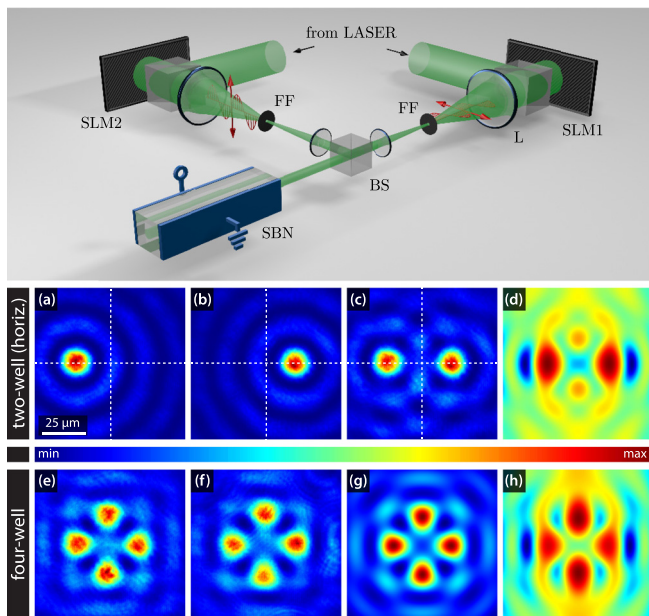 from LASER
SLM2
FF
FF
L
SLM1
BS
SBN
two-well (horiz.)
(a)
(b)
(c)
(d)
25 µm
min
max
four-well
(e)
(f)
(g)
(h)